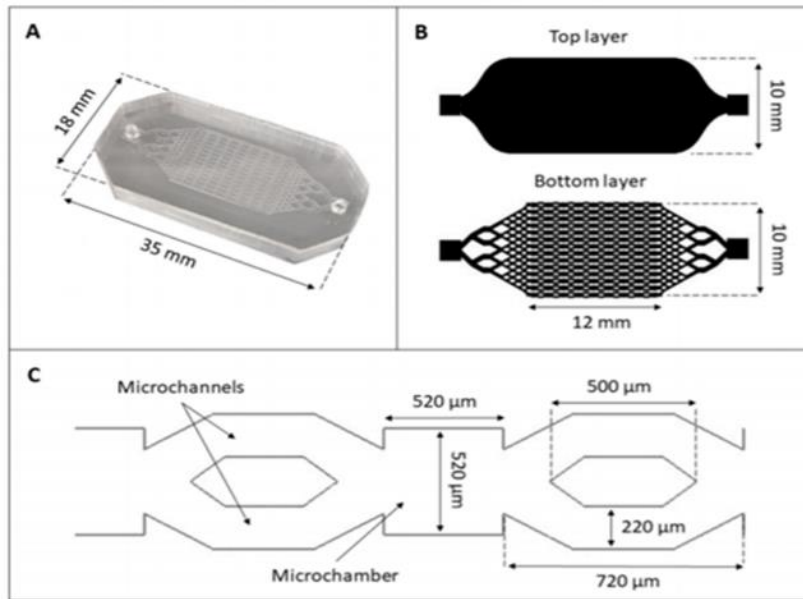 A
18 mm
35 mm
B
Top layer
10 mm
Bottom layer
10 mm
12 mm
C
Microchannels
520 µm
500 µm
520 µm
220 µm
Microchamber
720 µm